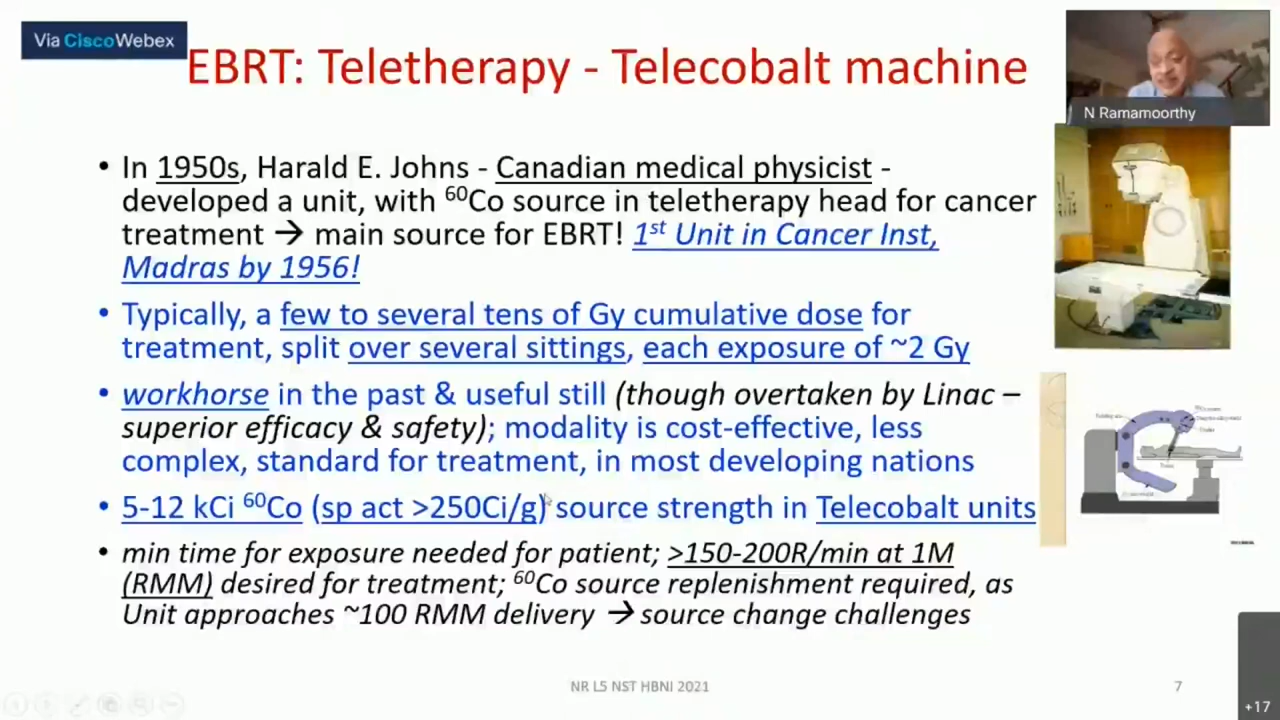 Via CiscoWebex
EBRT: Teletherapy - Telecobalt machine
N Ramamoorthy
• In 1950s, Harald E. Johns - Canadian medical physicist -
developed a unit, with ⁶⁰Co source in teletherapy head for cancer
treatment → main source for EBRT! 1ˢᵗ Unit in Cancer Inst,
Madras by 1956!
• Typically, a few to several tens of Gy cumulative dose for
treatment, split over several sittings, each exposure of ~2 Gy
• workhorse in the past & useful still (though overtaken by Linac –
superior efficacy & safety); modality is cost-effective, less
complex, standard for treatment, in most developing nations
• 5-12 kCi ⁶⁰Co (sp act >250Ci/g) source strength in Telecobalt units
• min time for exposure needed for patient; >150-200R/min at 1M
(RMM) desired for treatment; ⁶⁰Co source replenishment required, as
Unit approaches ~100 RMM delivery → source change challenges
NR L5 NST HBNI 2021
7
+17